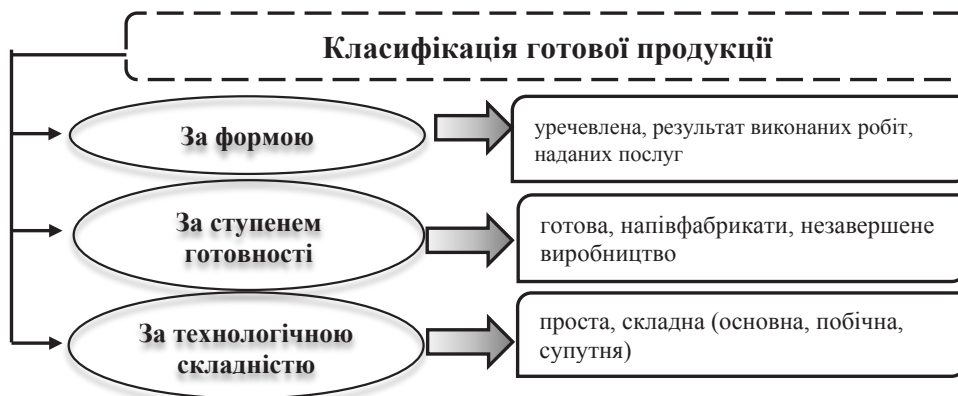 Класифікація готової продукції
За формою
уречевлена, результат виконаних робіт,
наданих послуг
За ступенем
готовності
готова, напівфабрикати, незавершене
виробництво
За технологічною
складністю
проста, складна (основна, побічна,
супутня)